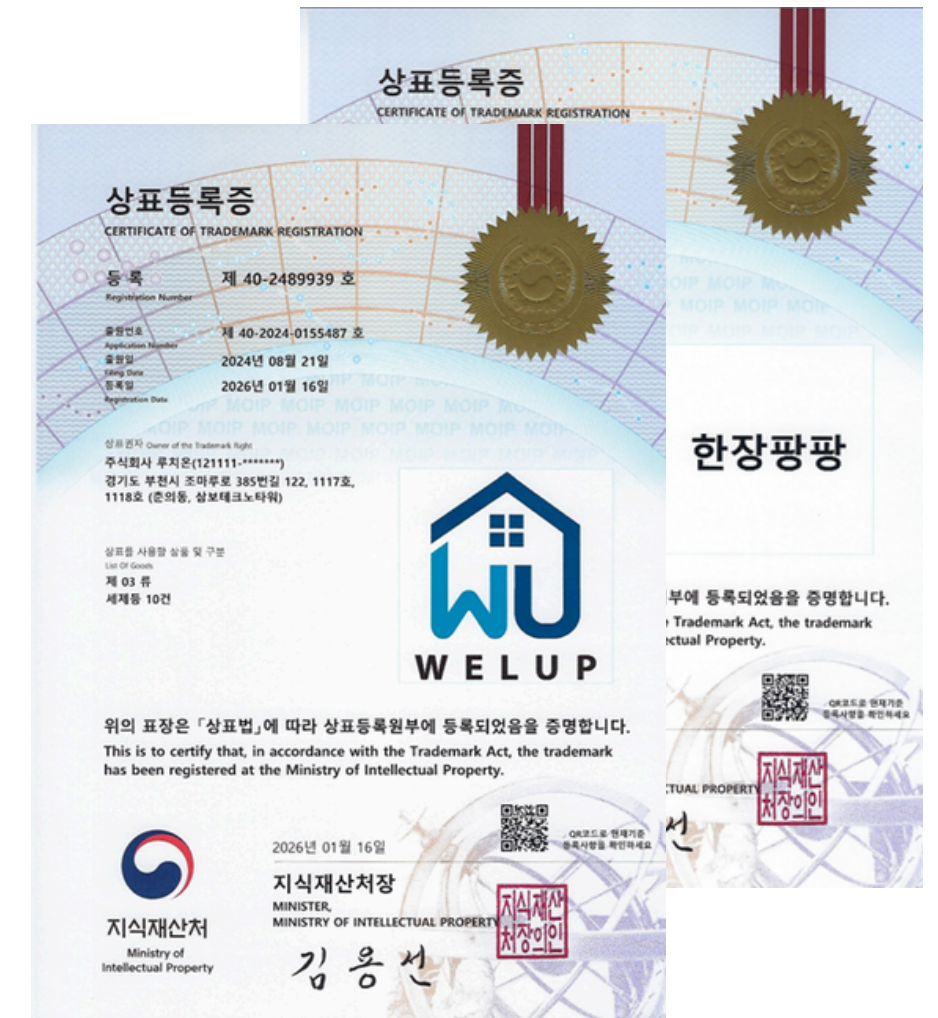 상표등록증
CERTIFICATE OF TRADEMARK REGISTRATION
상표등록증
CERTIFICATE OF TRADEMARK REGISTRATION
등 록 제 40-2489939 호
Registration Number
출원번호 제 40-2024-0155487 호
Application Number
출원일 2024년 08월 21일
Filing Date
등록일 2026년 01월 16일
Registration Date
상표권자 Owner of the Trademark Right
주식회사 루치온(121111-*******)
경기도 부천시 조마루로 385번길 122, 1117호,
1118호 (춘의동, 삼보테크노타워)
상표를 사용할 상품 및 구분
List Of Goods
제 03 류
세제등 10건
WU
WELUP
위의 표장은 「상표법」에 따라 상표등록원부에 등록되었음을 증명합니다.
This is to certify that, in accordance with the Trademark Act, the trademark
has been registered at the Ministry of Intellectual Property.
QR코드로 현재기준
등록사항을 확인하세요
2026년 01월 16일
지식재산처장
MINISTER,
MINISTRY OF INTELLECTUAL PROPERTY
김용선
지식재산
처장의인
지식재산처
Ministry of
Intellectual Property
MOIP MOIP MOIP MOIP MOIP MOIP
한장팡팡
부에 등록되었음을 증명합니다.
Trademark Act, the trademark
ectual Property.
QR코드로 현재기준
등록사항을 확인하세요
CTUAL PROPERTY
선
지식재산
처장의인